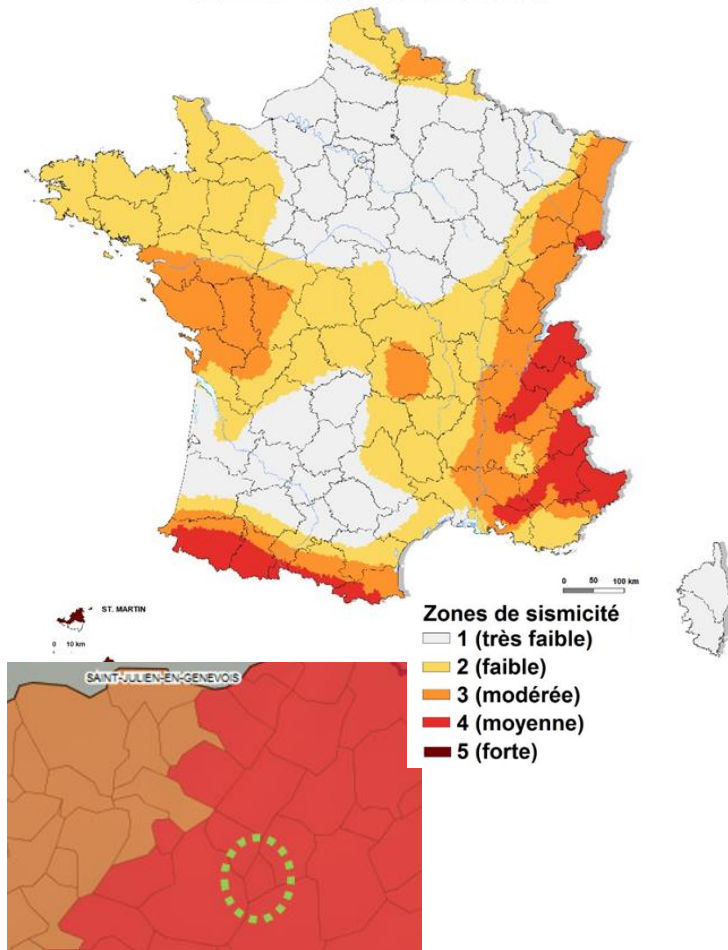 0 50 100 km
ST. MARTIN
0 10 km
Zones de sismicité
1 (très faible)
2 (faible)
3 (modérée)
4 (moyenne)
5 (forte)
SAINT-JULIEN-EN-GENEVOIS